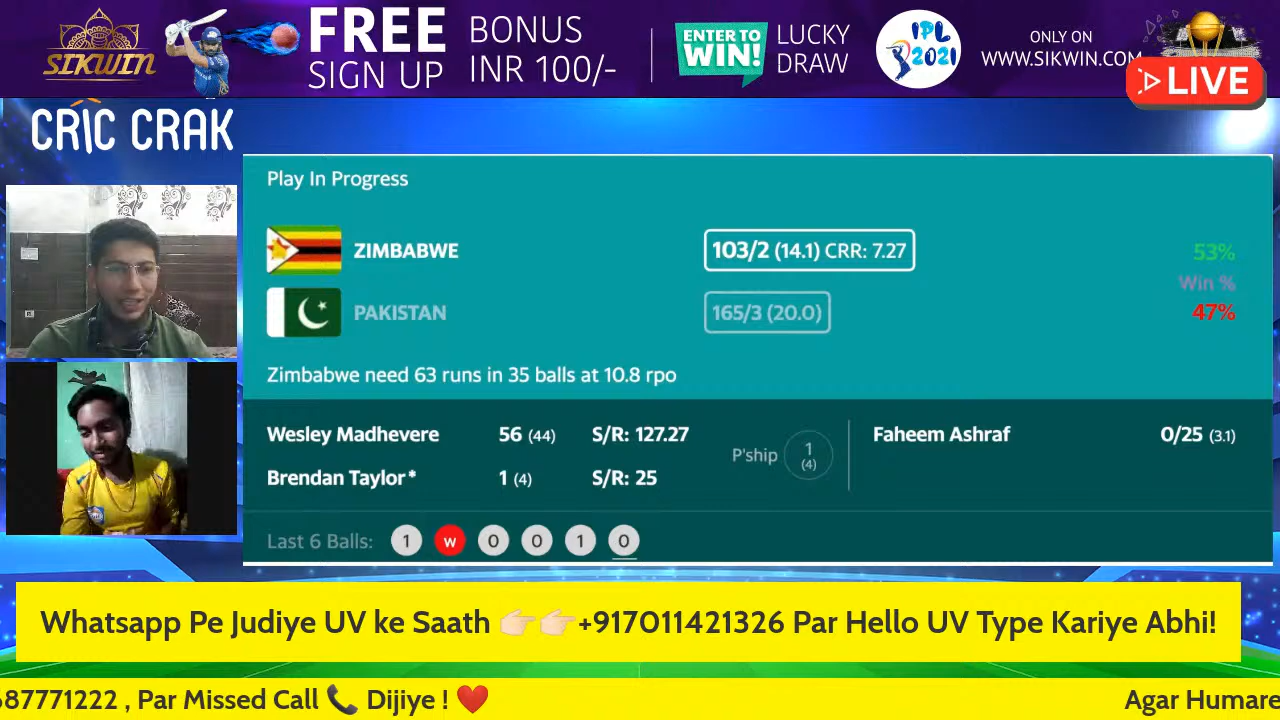 SIKWIN
FREE
SIGN UP
BONUS
INR 100/-
ENTER TO
WIN!
LUCKY
DRAW
IPL
2021
ONLY ON
WWW.SIKWIN.COM
LIVE
CRIC CRAK
Play In Progress
ZIMBABWE 103/2 (14.1) CRR: 7.27 53%
Win %
PAKISTAN 165/3 (20.0) 47%
Zimbabwe need 63 runs in 35 balls at 10.8 rpo
Wesley Madhevere 56 (44) S/R: 127.27
Brendan Taylor* 1 (4) S/R: 25
P'ship 1 (4)
Faheem Ashraf 0/25 (3.1)
Last 6 Balls: 1 w 0 0 1 0
Whatsapp Pe Judiye UV ke Saath 👉🏻👉🏻+917011421326 Par Hello UV Type Kariye Abhi!
87771222 , Par Missed Call 📞 Dijiye ! ❤️ Agar Humare